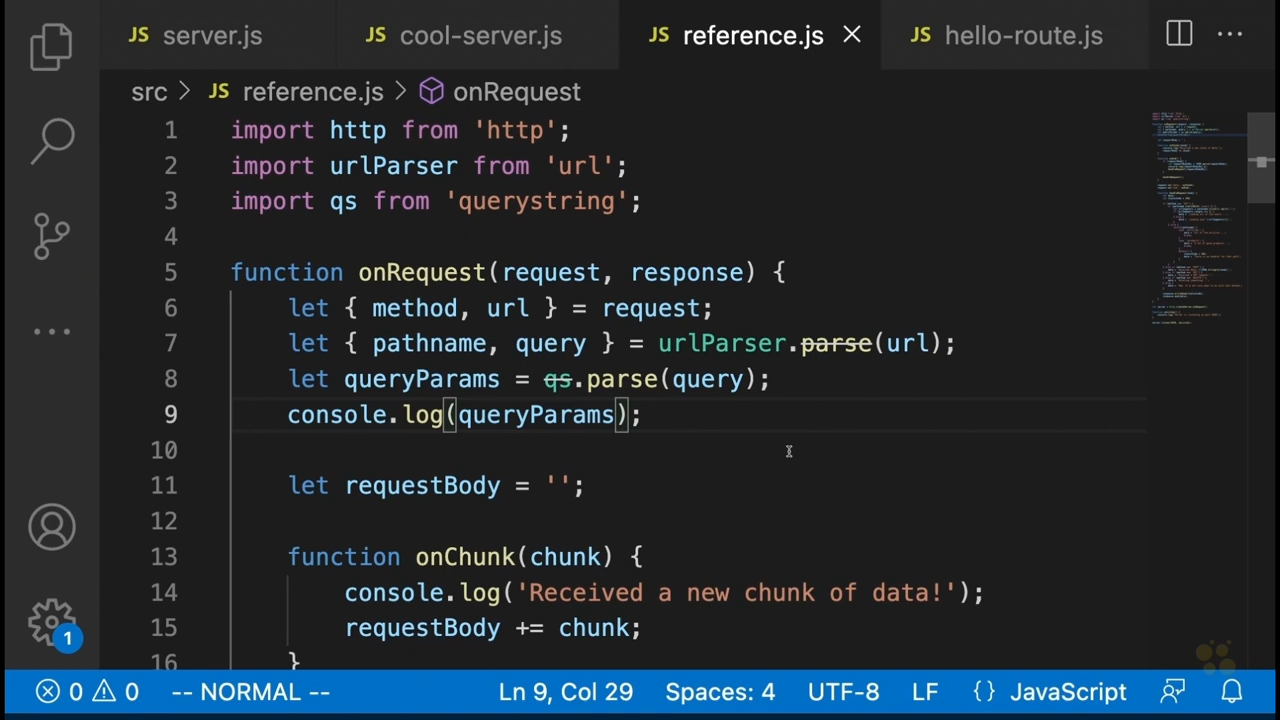 JS server.js JS cool-server.js JS reference.js JS hello-route.js ...
src > JS reference.js > onRequest
1 import http from 'http';
2 import urlParser from 'url';
3 import qs from 'querystring';
4
5 function onRequest(request, response) {
6 let { method, url } = request;
7 let { pathname, query } = urlParser.parse(url);
8 let queryParams = qs.parse(query);
9 console.log(queryParams);
10
11 let requestBody = '';
12
13 function onChunk(chunk) {
14 console.log('Received a new chunk of data!');
15 requestBody += chunk;
16 }
1
0 0 -- NORMAL -- Ln 9, Col 29 Spaces: 4 UTF-8 LF {} JavaScript